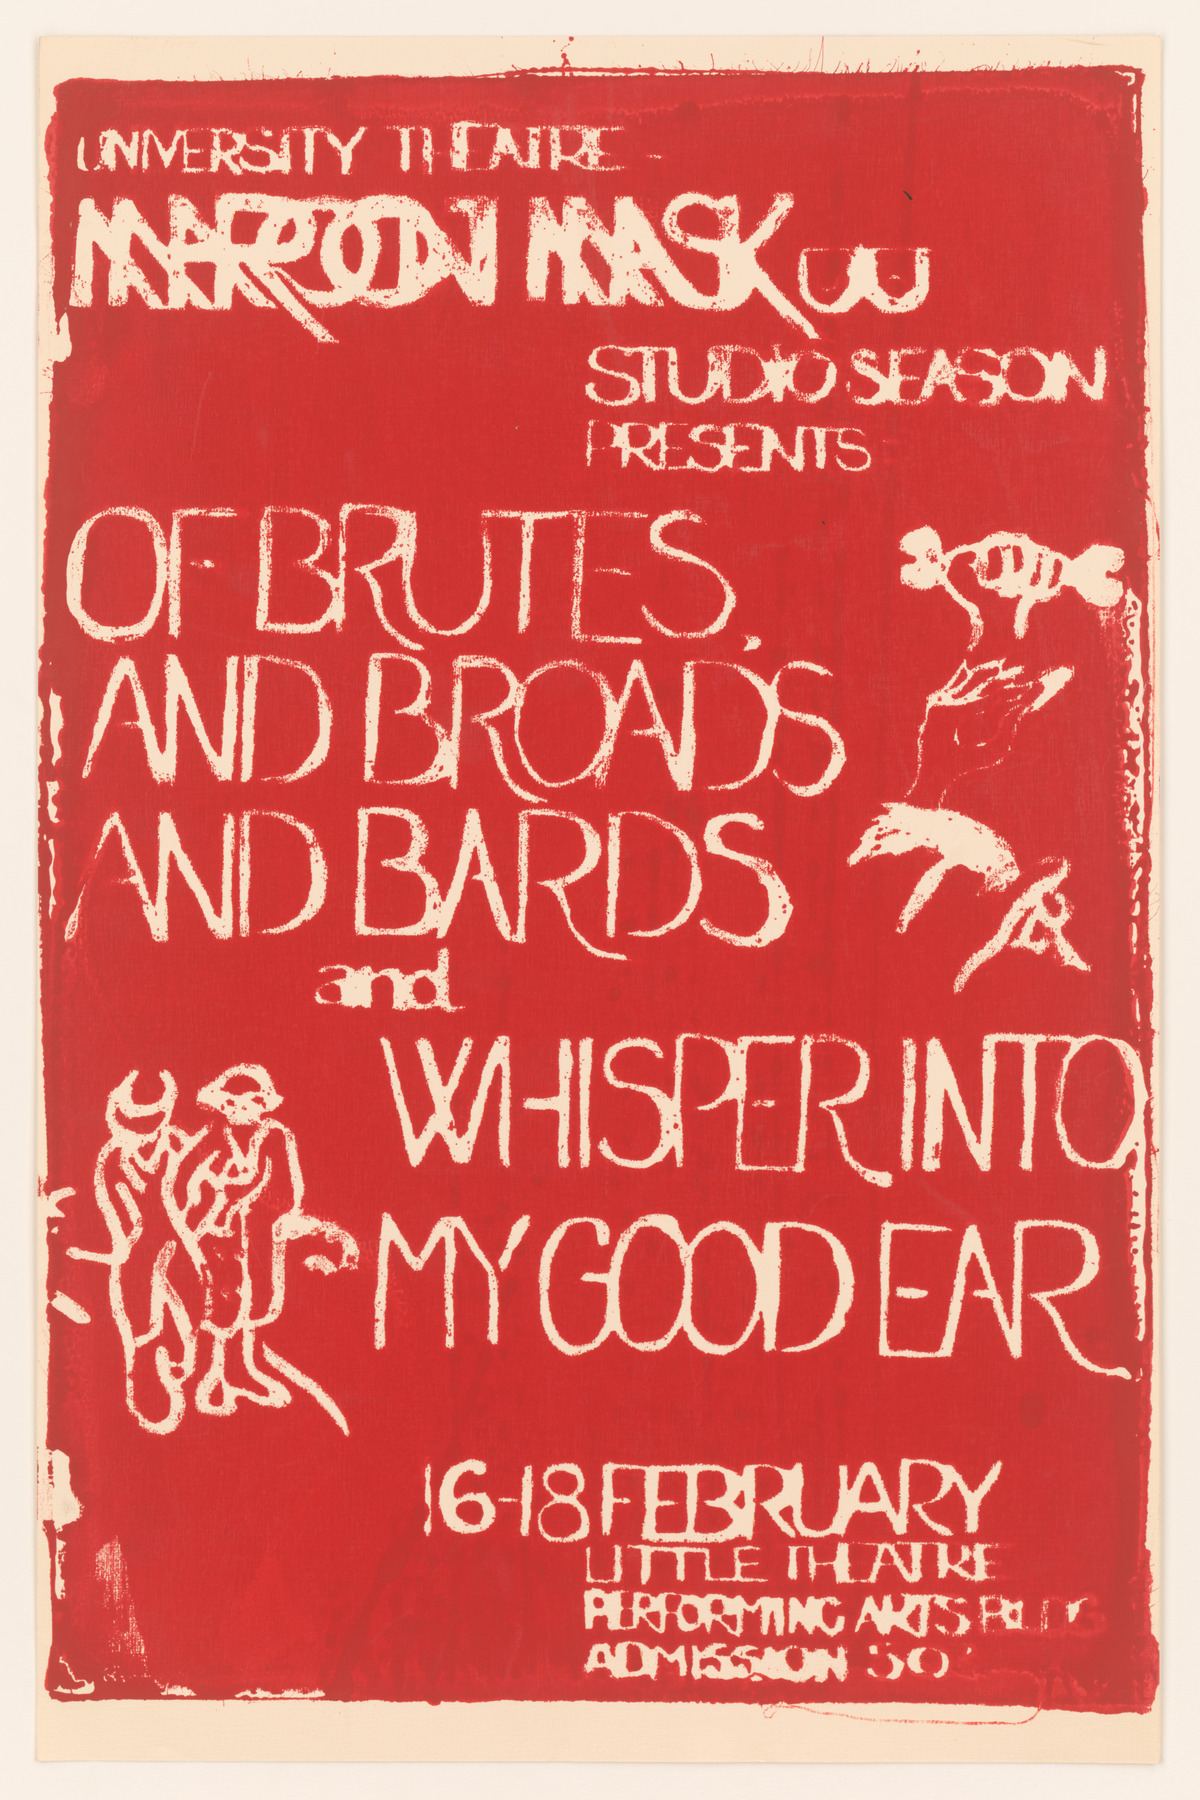 UNIVERSITY THEATRE
MAROON MASK
STUDIO SEASON
PRESENTS
OF BRUTES,
AND BROADS
AND BARDS
and
WHISPER INTO
MY GOOD EAR
16-18 FEBRUARY
LITTLE THEATRE
PERFORMING ARTS BLDG
ADMISSION 50